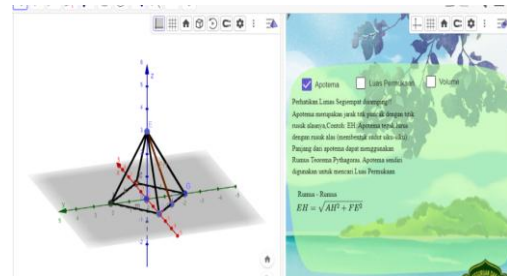 Apotema
Luas Permukaan
Volume
Perhatikan Limas Segiempat disamping!
Apotema merupakan jarak titik puncak dengan titik
rusuk alasnya, Contoh: EH. Apotema tegak lurus
dengan rusuk alas (membentuk sudut siku-siku).
Panjang dari apotema dapat menggunakan
Rumus Teorema Pythagoras. Apotema sendiri
digunakan untuk mencari Luas Permukaan
Rumus - Rumus
EH = √AH² + FE²